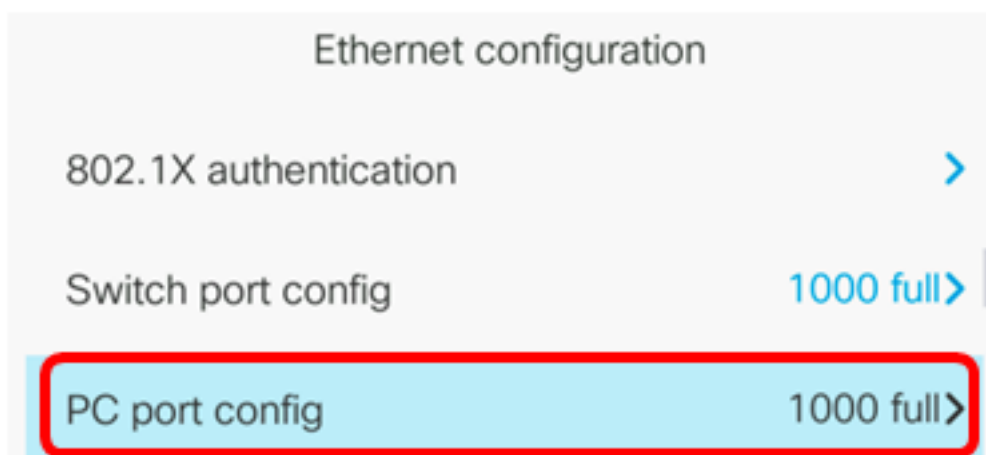 Ethernet configuration
802.1X authentication
Switch port config 1000 full
PC port config 1000 full